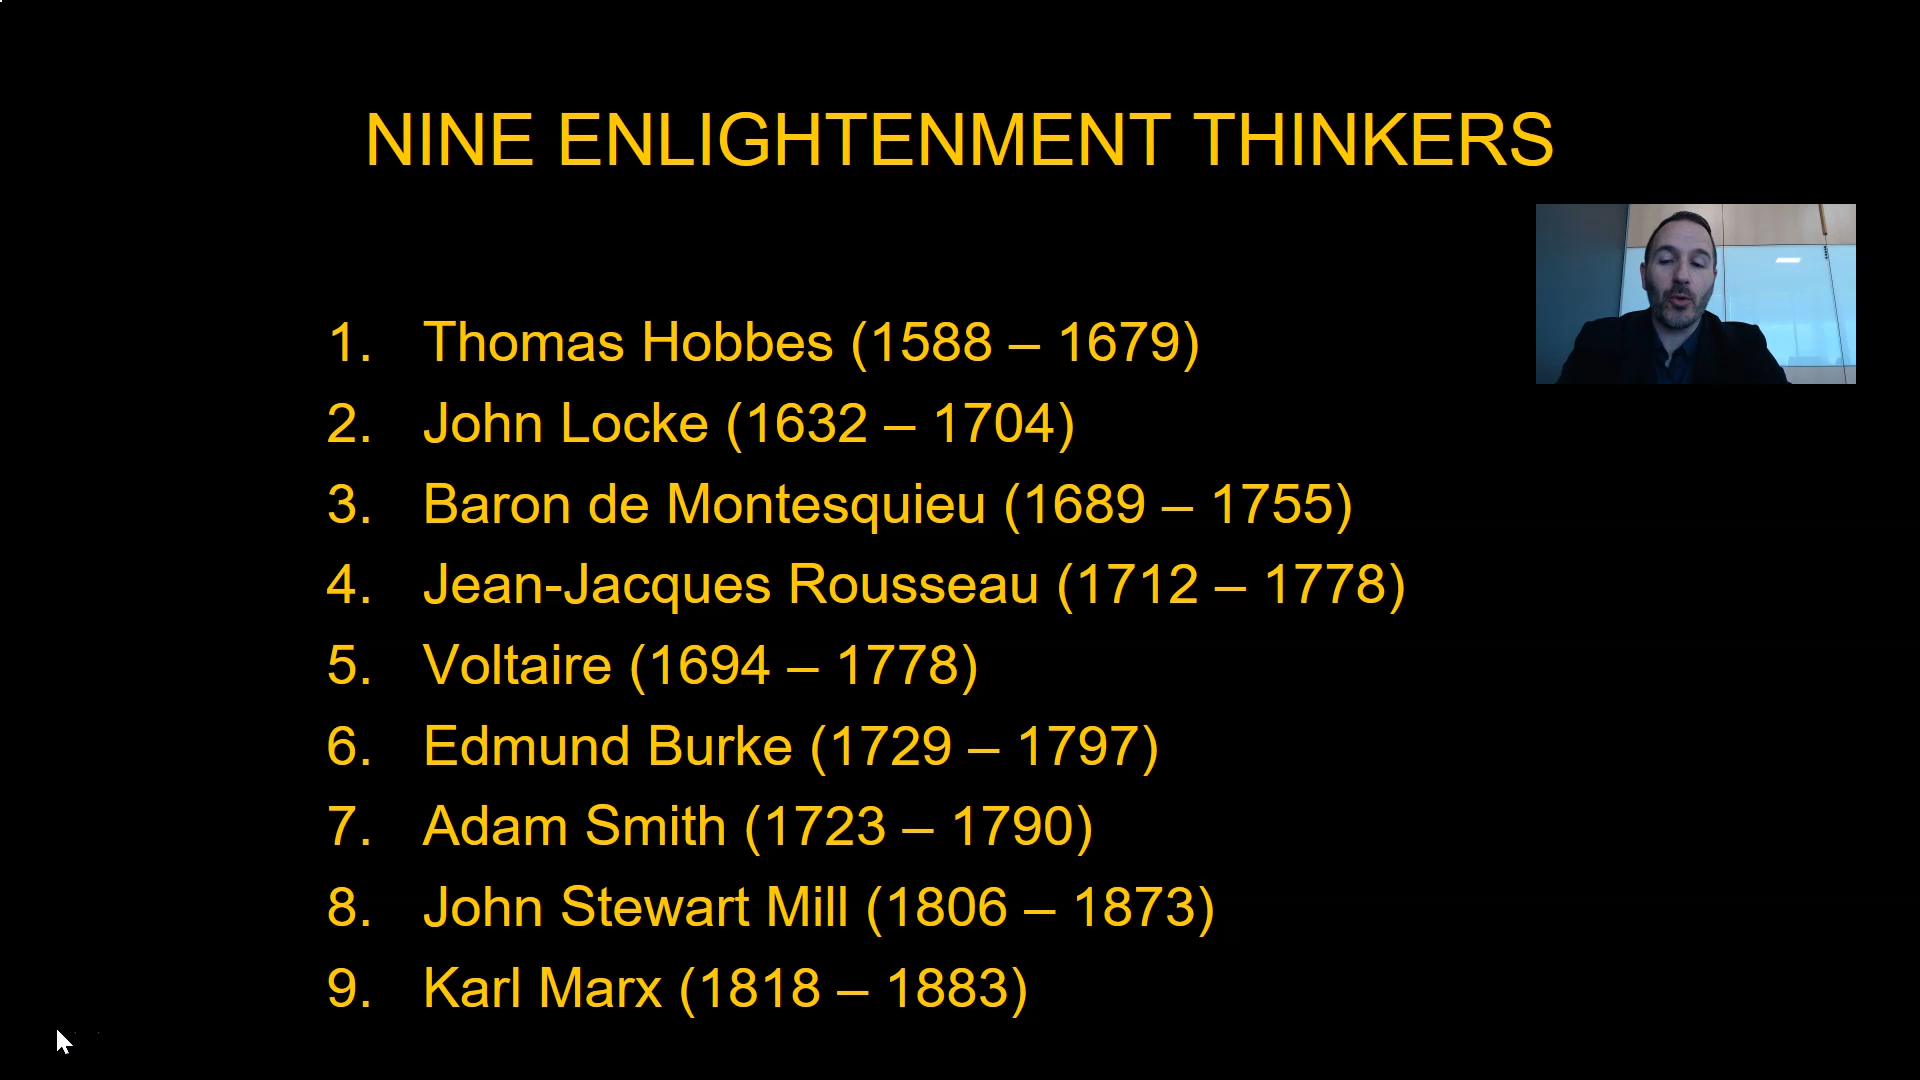 NINE ENLIGHTENMENT THINKERS
1. Thomas Hobbes (1588 – 1679)
2. John Locke (1632 – 1704)
3. Baron de Montesquieu (1689 – 1755)
4. Jean-Jacques Rousseau (1712 – 1778)
5. Voltaire (1694 – 1778)
6. Edmund Burke (1729 – 1797)
7. Adam Smith (1723 – 1790)
8. John Stewart Mill (1806 – 1873)
9. Karl Marx (1818 – 1883)